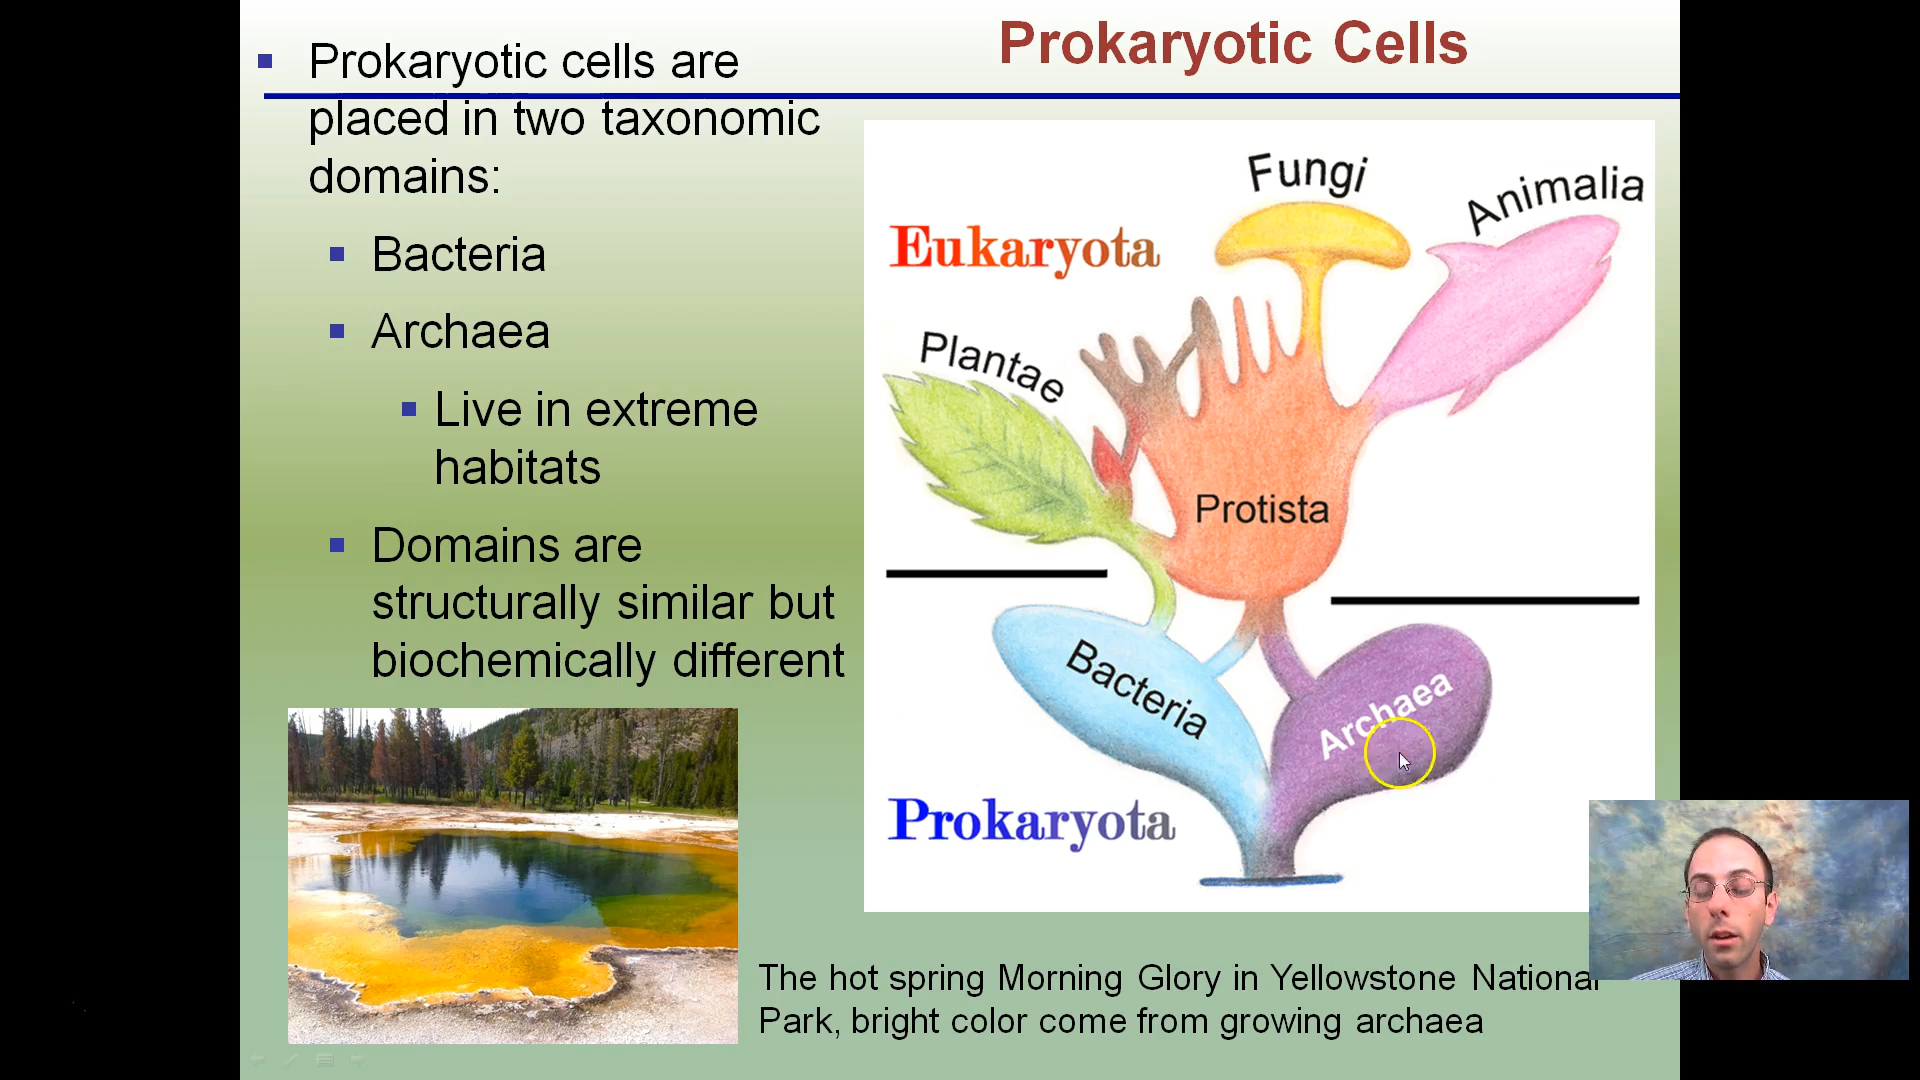 Prokaryotic Cells
Prokaryotic cells are
placed in two taxonomic
domains:
Bacteria
Archaea
Live in extreme
habitats
Domains are
structurally similar but
biochemically different
Fungi
Animalia
Eukaryota
Plantae
Protista
Bacteria
Archaea
Prokaryota
The hot spring Morning Glory in Yellowstone National
Park, bright color come from growing archaea